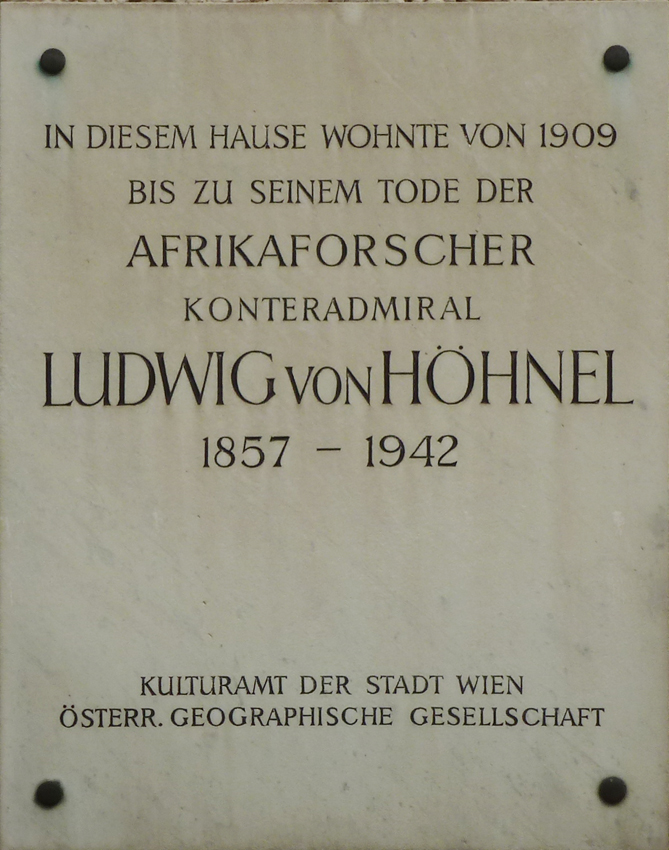 IN DIESEM HAUSE WOHNTE VON 1909
BIS ZU SEINEM TODE DER
AFRIKAFORSCHER
KONTERADMIRAL
LUDWIG VON HÖHNEL
1857 – 1942
KULTURAMT DER STADT WIEN
ÖSTERR. GEOGRAPHISCHE GESELLSCHAFT